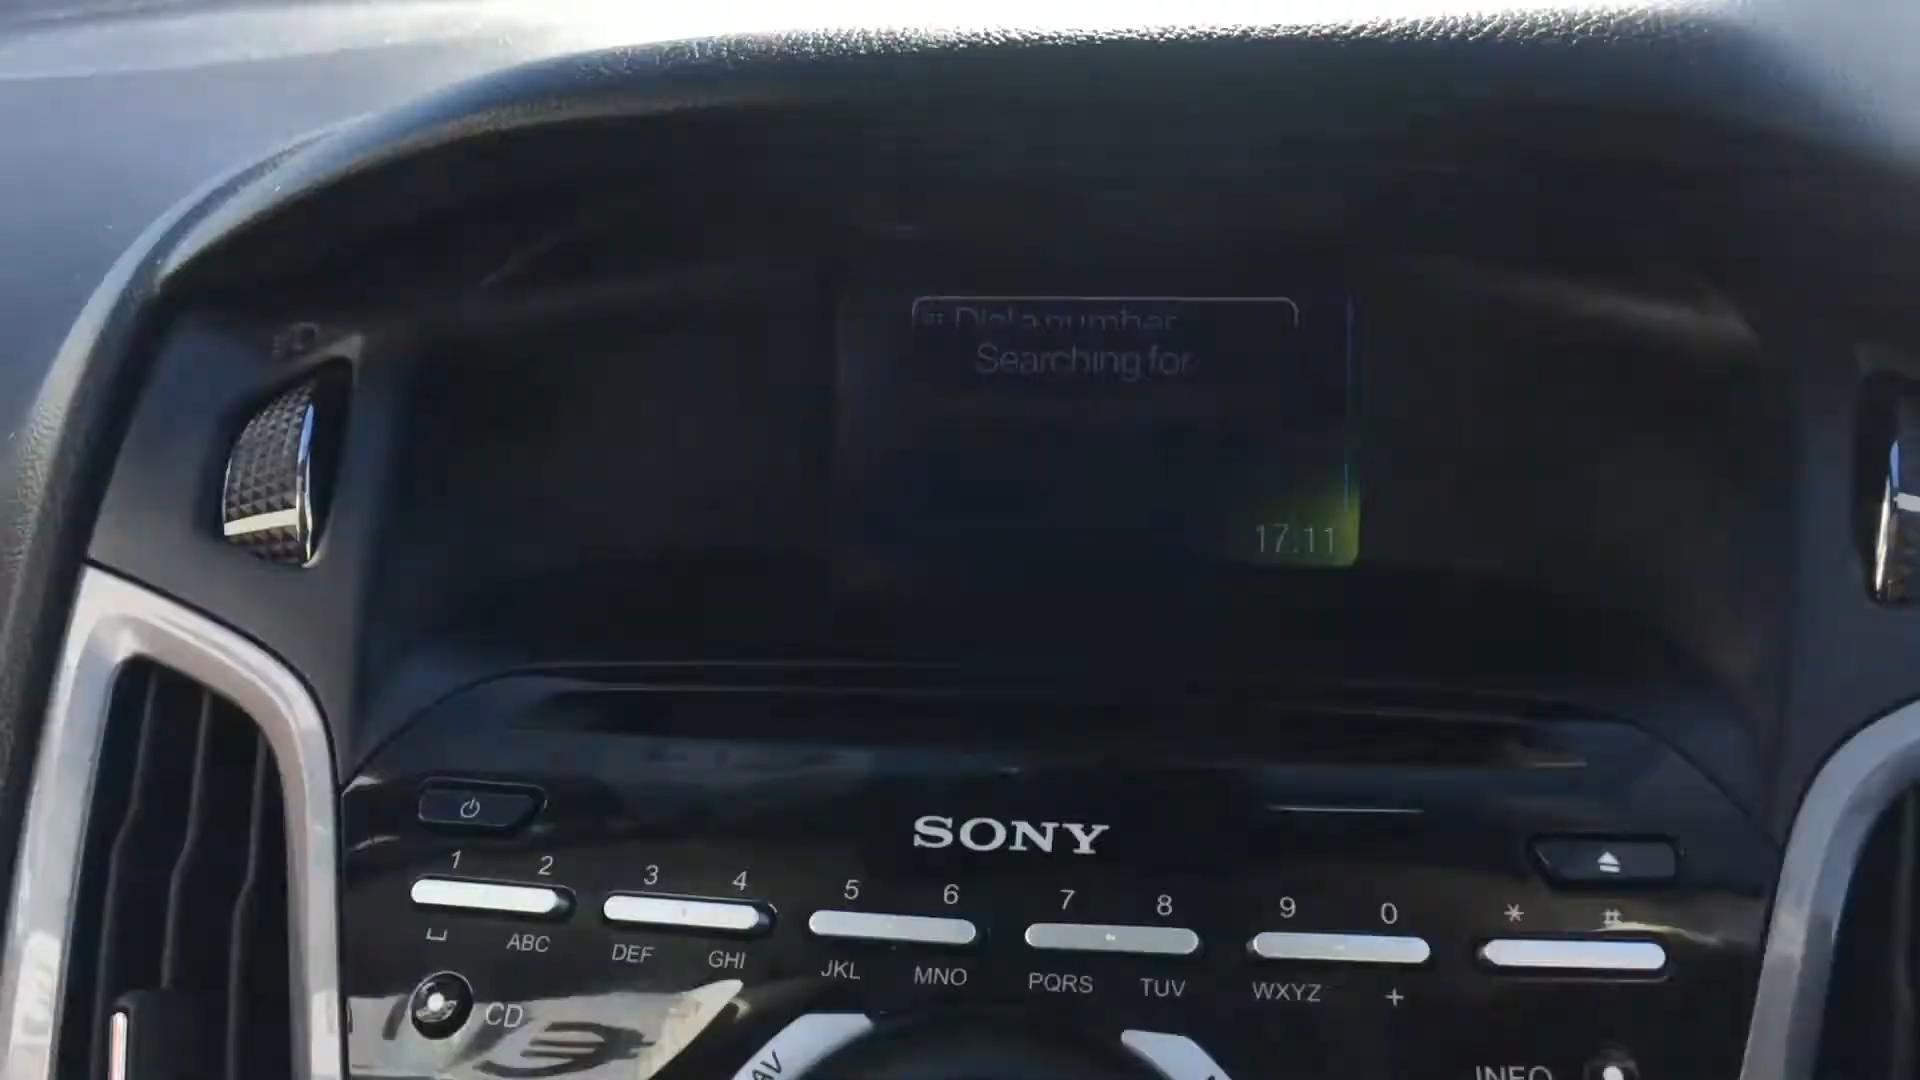 # Dial a number
Searching for
17:11
SONY
1 2 3 4 5 6 7 8 9 0 * #
␣ ABC DEF GHI JKL MNO PQRS TUV WXYZ +
CD
AV
INFO